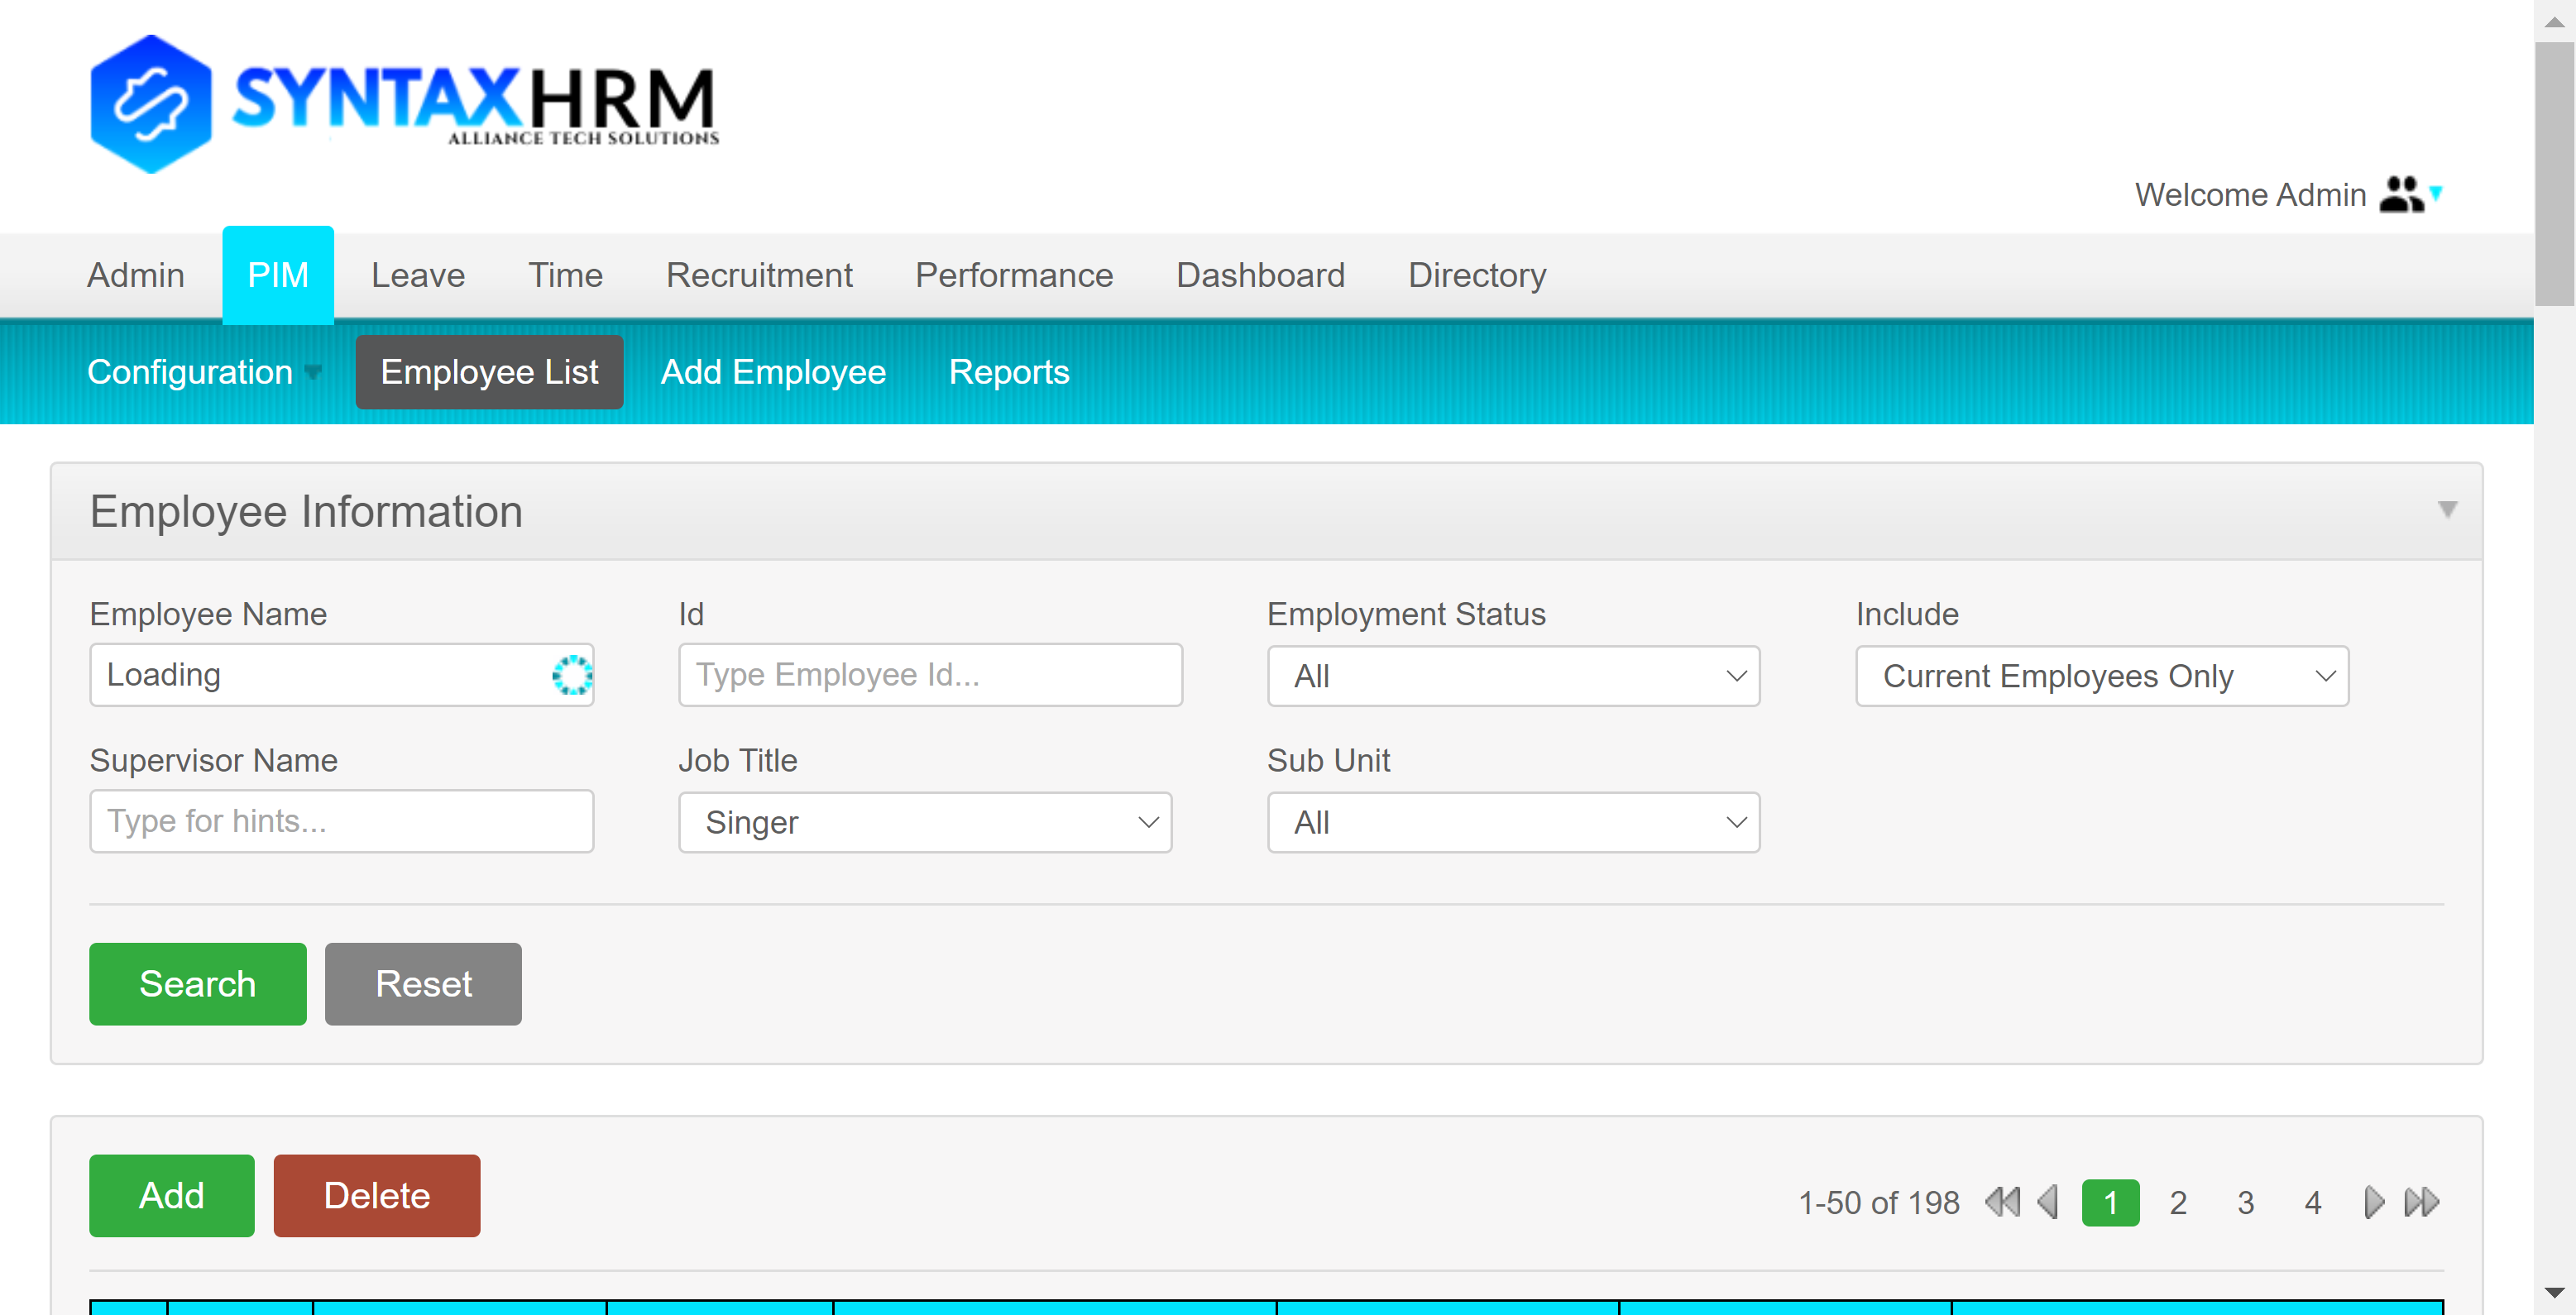 SYNTAXHRM
ALLIANCE TECH SOLUTIONS
Welcome Admin
Admin PIM Leave Time Recruitment Performance Dashboard Directory
Configuration Employee List Add Employee Reports
Employee Information
Employee Name Id Employment Status Include
Loading Type Employee Id... All Current Employees Only
Supervisor Name Job Title Sub Unit
Type for hints... Singer All
Search Reset
Add Delete 1-50 of 198 1 2 3 4